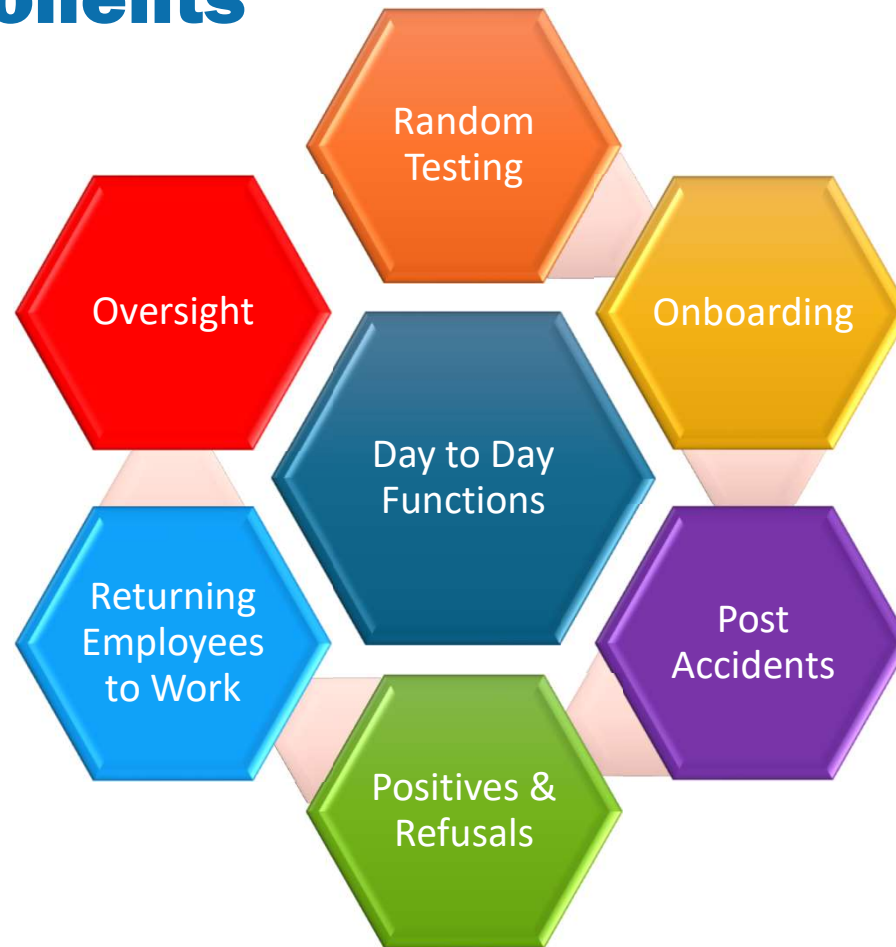 Random
Testing
Onboarding
Post
Accidents
Positives &
Refusals
Returning
Employees
to Work
Oversight
Day to Day
Functions